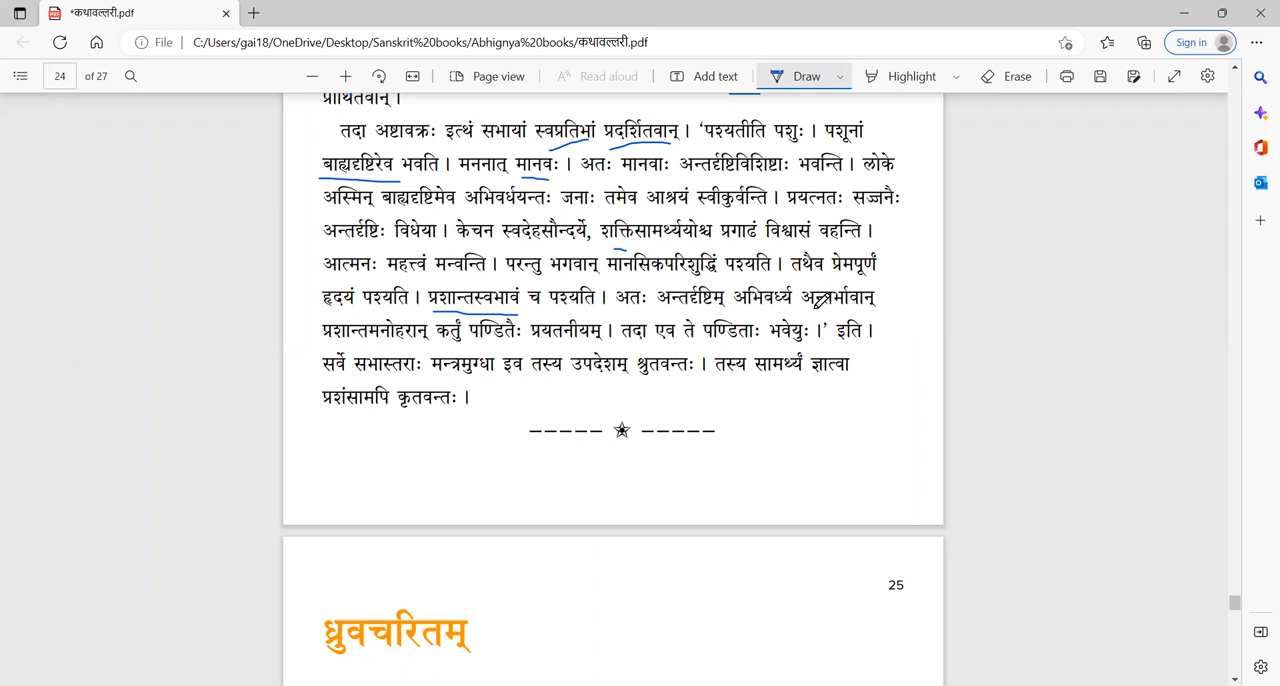 *कथावल्लरी.pdf
File C:/Users/gai18/OneDrive/Desktop/Sanskrit%20books/Abhignya%20books/कथावल्लरी.pdf Sign in
24 of 27 Page view Read aloud Add text Draw Highlight Erase
प्रार्थितवान् ।
तदा अष्टावक्रः इत्थं सभायां स्वप्रतिभां प्रदर्शितवान् । ‘पश्यतीति पशुः । पशूनां
बाह्यदृष्टिरेव भवति । मननात् मानवः । अतः मानवाः अन्तर्दृष्टिविशिष्टाः भवन्ति । लोके
अस्मिन् बाह्यदृष्टिमेव अभिवर्धयन्तः जनाः तमेव आश्रयं स्वीकुर्वन्ति । प्रयत्नतः सज्जनैः
अन्तर्दृष्टिः विधेया । केचन स्वदेहसौन्दर्ये, शक्तिसामर्थ्ययोश्च प्रगाढं विश्वासं वहन्ति ।
आत्मनः महत्त्वं मन्वन्ति । परन्तु भगवान् मानसिकपरिशुद्धिं पश्यति । तथैव प्रेमपूर्णं
हृदयं पश्यति । प्रशान्तस्वभावं च पश्यति । अतः अन्तर्दृष्टिम् अभिवर्ध्य अन्तर्भावान्
प्रशान्तमनोहरान् कर्तुं पण्डितैः प्रयतनीयम् । तदा एव ते पण्डिताः भवेयुः ।’ इति ।
सर्वे सभास्तराः मन्त्रमुग्धा इव तस्य उपदेशम् श्रुतवन्तः । तस्य सामर्थ्यं ज्ञात्वा
प्रशंसामपि कृतवन्तः ।
25
ध्रुवचरितम्